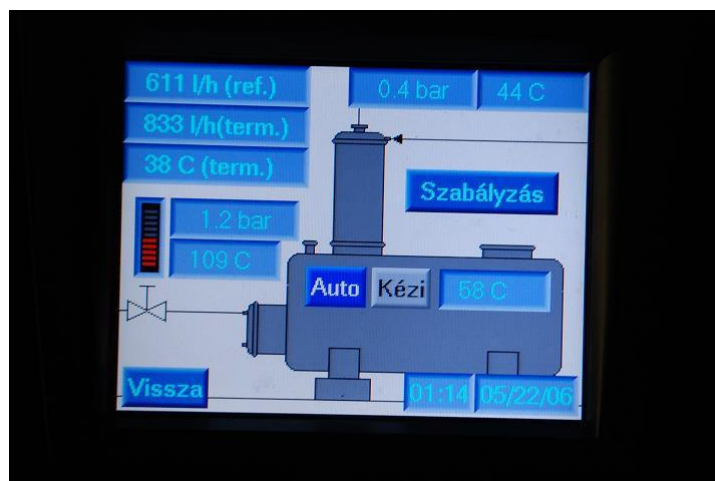 611 l/h (ref.)
0.4 bar
44 C
833 l/h(term.)
38 C (term.)
Szabályzás
1.2 bar
109 C
Auto
Kézi
58 C
Vissza
01:14
05/22/06